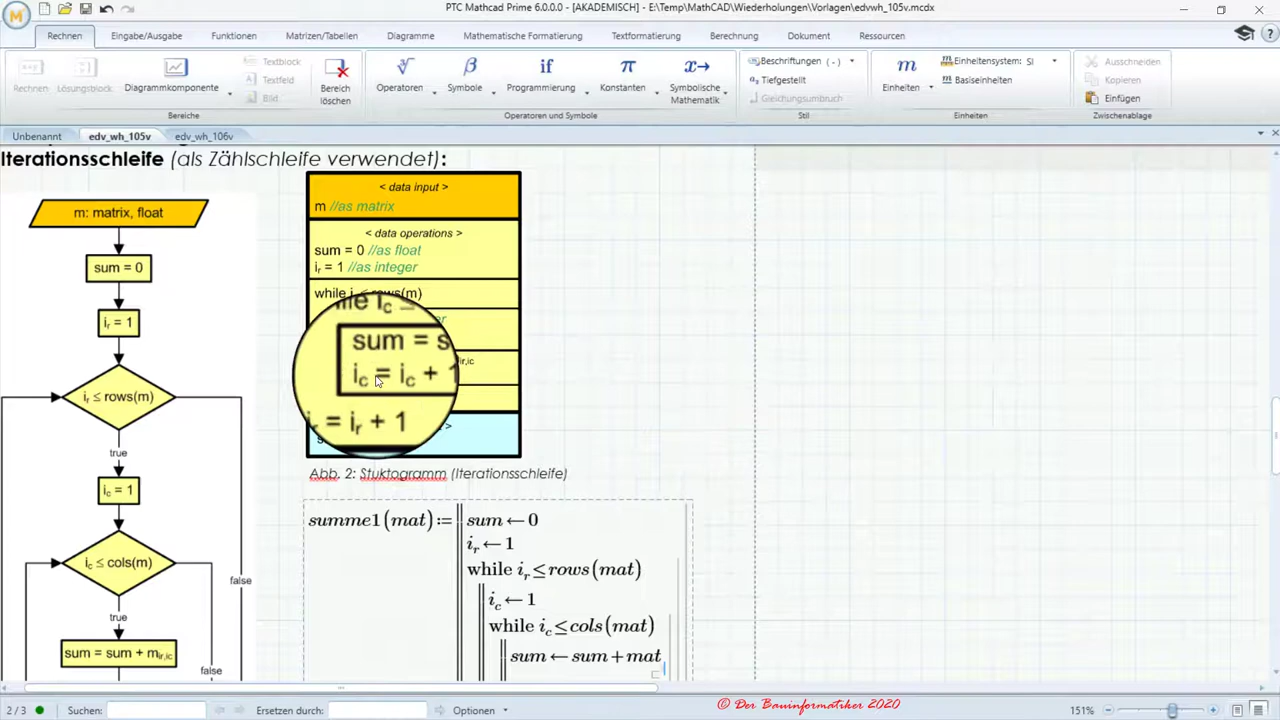 PTC Mathcad Prime 6.0.0.0 - [AKADEMISCH] - E:\Temp\MathCAD\Wiederholungen\Vorlagen\edvwh_105v.mcdx
Rechnen Eingabe/Ausgabe Funktionen Matrizen/Tabellen Diagramme Mathematische Formatierung Textformatierung Berechnung Dokument Ressourcen
Rechnen
Lösungsblock
Diagrammkomponente
Textblock
Textfeld
Bild
Bereich löschen
Bereiche
Operatoren
Symbole
Programmierung
Konstanten
Symbolische Mathematik
Operatoren und Symbole
Beschriftungen ( - )
Tiefgestellt
Gleichungsumbruch
Stil
Einheiten
Einheitensystem: SI
Basiseinheiten
Einheiten
Ausschneiden
Kopieren
Einfügen
Zwischenablage
Unbenannt edv_wh_105v edv_wh_106v
Iterationsschleife (als Zählschleife verwendet):
m: matrix, float
sum = 0
ir = 1
ir ≤ rows(m)
true
ic = 1
ic ≤ cols(m)
false
true
sum = sum + mir,ic
false
< data input >
m //as matrix
< data operations >
sum = 0 //as float
ir = 1 //as integer
while ir ≤ rows(m)
ic ≤
sum = s
ic = ic + 1
ir,ic
ir = ir + 1
Abb. 2: Stuktogramm (Iterationsschleife)
summe1(mat):=
sum←0
ir←1
while ir≤rows(mat)
ic←1
while ic≤cols(mat)
sum←sum+mat
2 / 3 Suchen: Ersetzen durch: Optionen
© Der Bauinformatiker 2020
151%